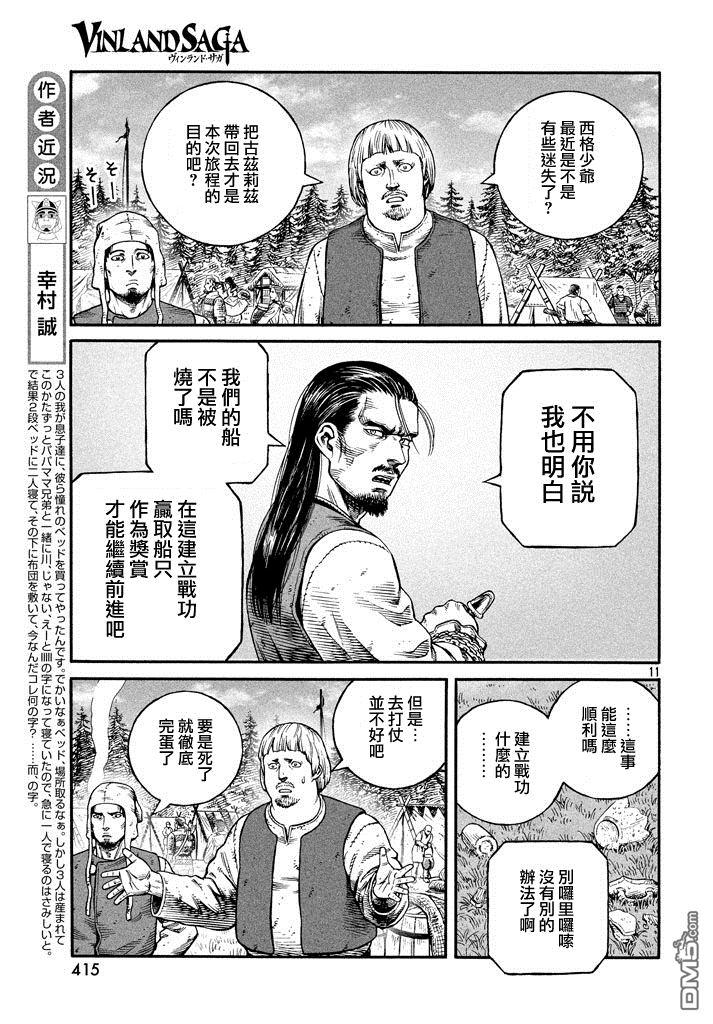 VINLAND SAGA
ヴィンランド・サガ
作者近況
幸村誠
3人の我が息子達に、彼ら憧れのベッドを買ってやったんです。でかいなぁベッド、場所取るなぁ。しかし3人は産まれて
このかたずっとパパママ兄弟と一緒に川、じゃない、えーと||||||の字になって寝ていたので、急に一人で寝るのはさみしいと。
で結果2段ベッドに二人寝て、その下に布団を敷いて、今なんだコレ何の字?……而、の字。
西格少爺
最近是不是
有些迷失了?
把古茲莉茲
帶回去才是
本次旅程的
目的吧?
そ
そ
不用你說
我也明白
我們的船
不是被
燒了嗎
在這建立戰功
贏取船只
作為獎賞
才能繼續前進吧
11
……這事
能這麼
順利嗎
建立戰功
什麼的
……
別囉里囉嗦
沒有別的
辦法了啊
但是…
去打仗
並不好吧
要是死了
就徹底
完蛋了
415
DM5.com